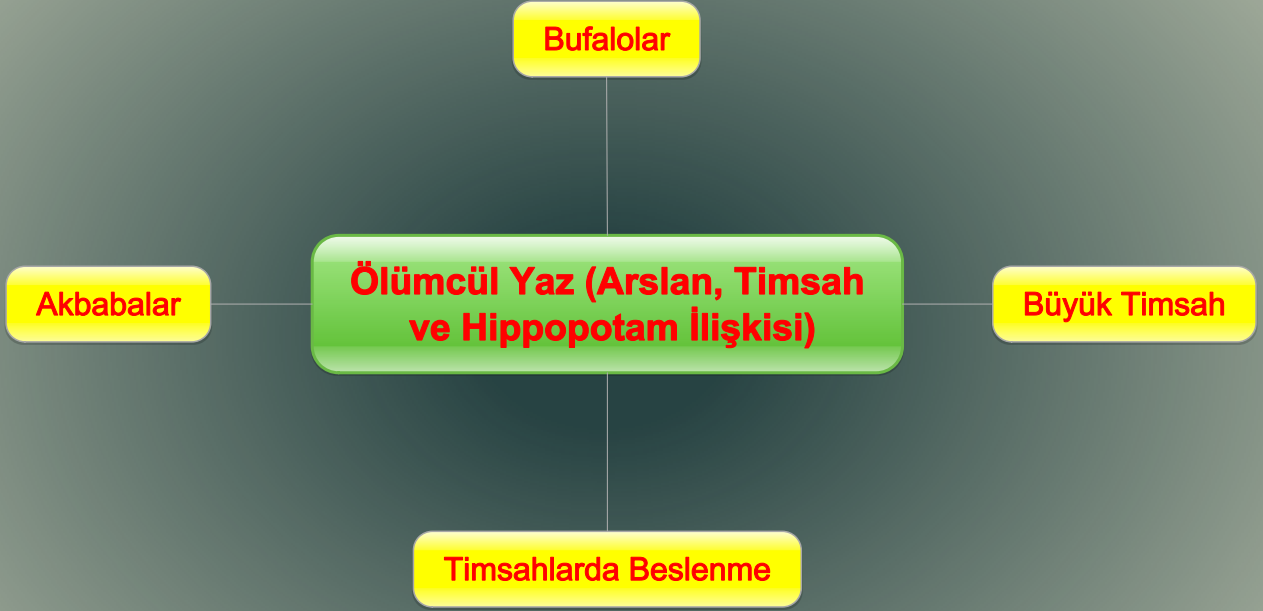 Bufalolar
Ölümcül Yaz (Arslan, Timsah
ve Hippopotam İlişkisi)
Akbabalar
Büyük Timsah
Timsahlarda Beslenme